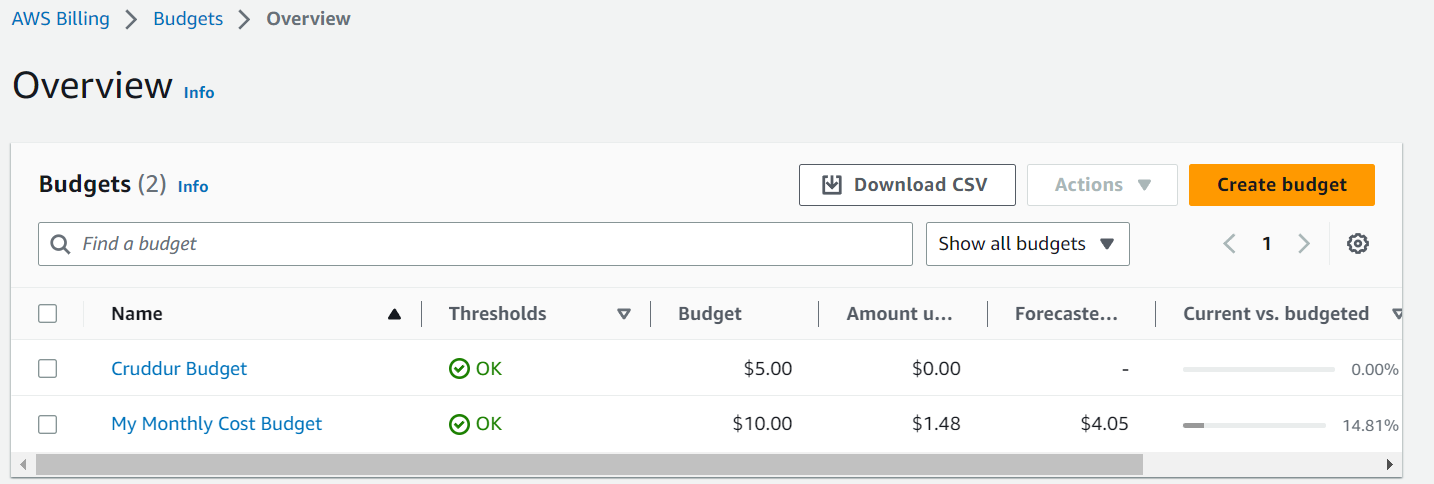 AWS Billing > Budgets > Overview
Overview Info
Budgets (2) Info Download CSV Actions Create budget
Find a budget Show all budgets 1
Name Thresholds Budget Amount u... Forecaste... Current vs. budgeted
Cruddur Budget OK $5.00 $0.00 - 0.00%
My Monthly Cost Budget OK $10.00 $1.48 $4.05 14.81%